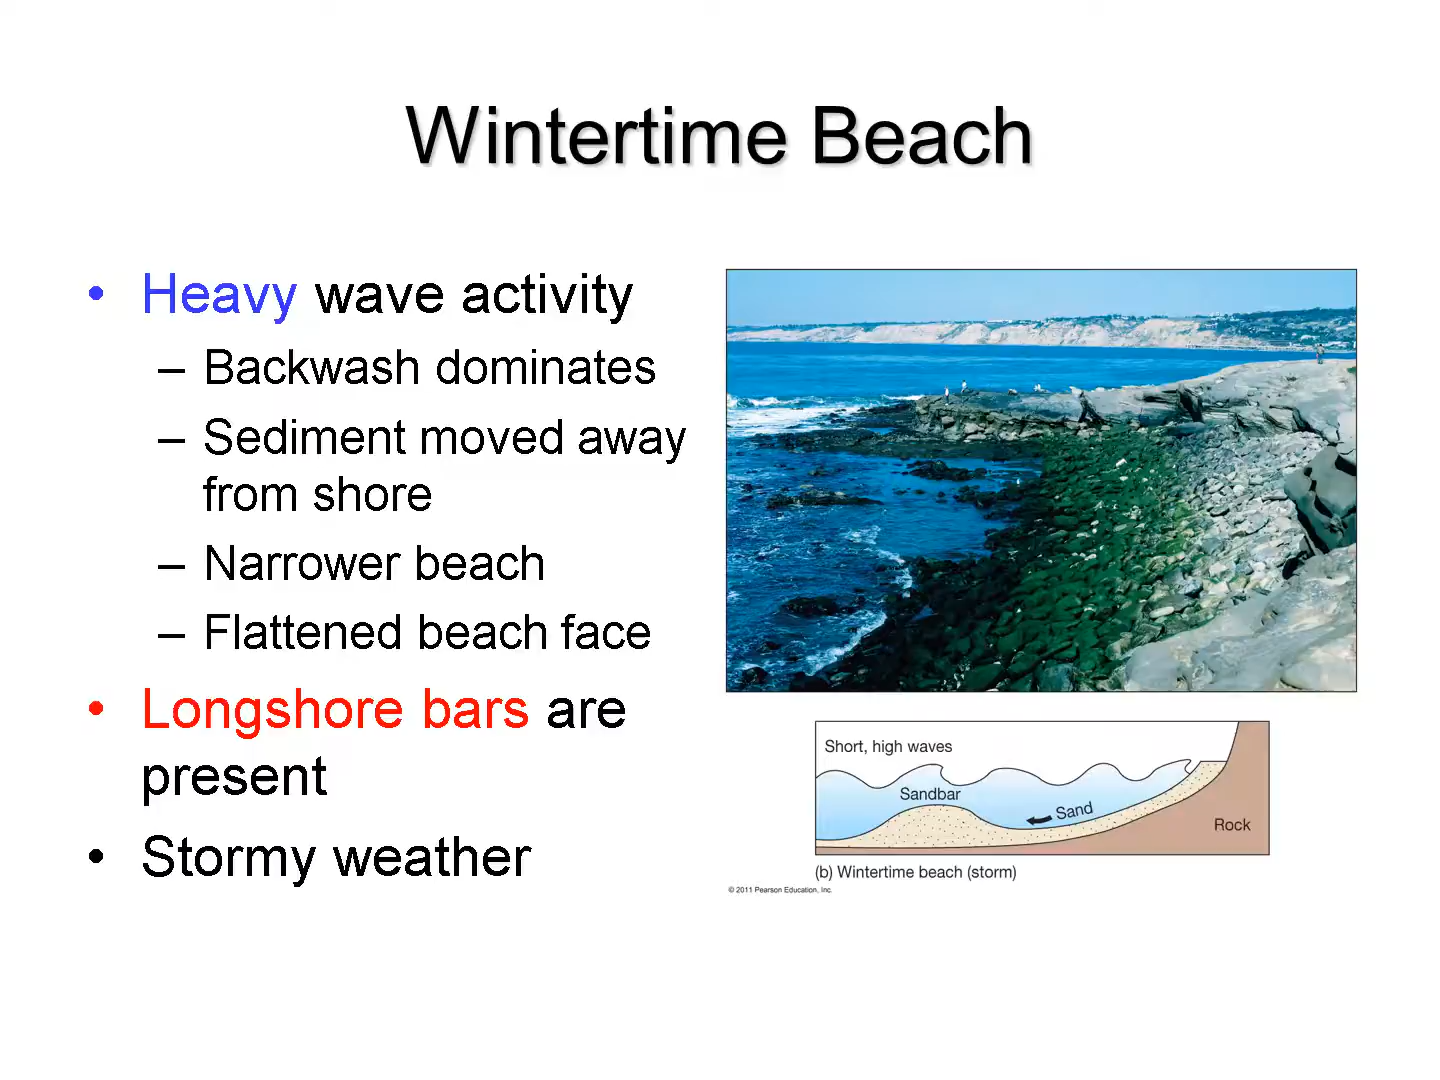 Wintertime Beach
• Heavy wave activity
– Backwash dominates
– Sediment moved away
from shore
– Narrower beach
– Flattened beach face
• Longshore bars are
present
• Stormy weather
Short, high waves
Sandbar
Sand
Rock
(b) Wintertime beach (storm)
© 2011 Pearson Education, Inc.